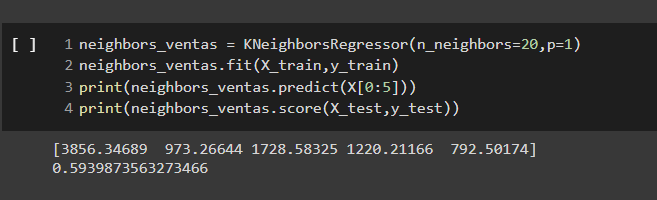 [ ] 1 neighbors_ventas = KNeighborsRegressor(n_neighbors=20,p=1)
2 neighbors_ventas.fit(X_train,y_train)
3 print(neighbors_ventas.predict(X[0:5]))
4 print(neighbors_ventas.score(X_test,y_test))
[3856.34689  973.26644 1728.58325 1220.21166  792.50174]
0.5939873563273466